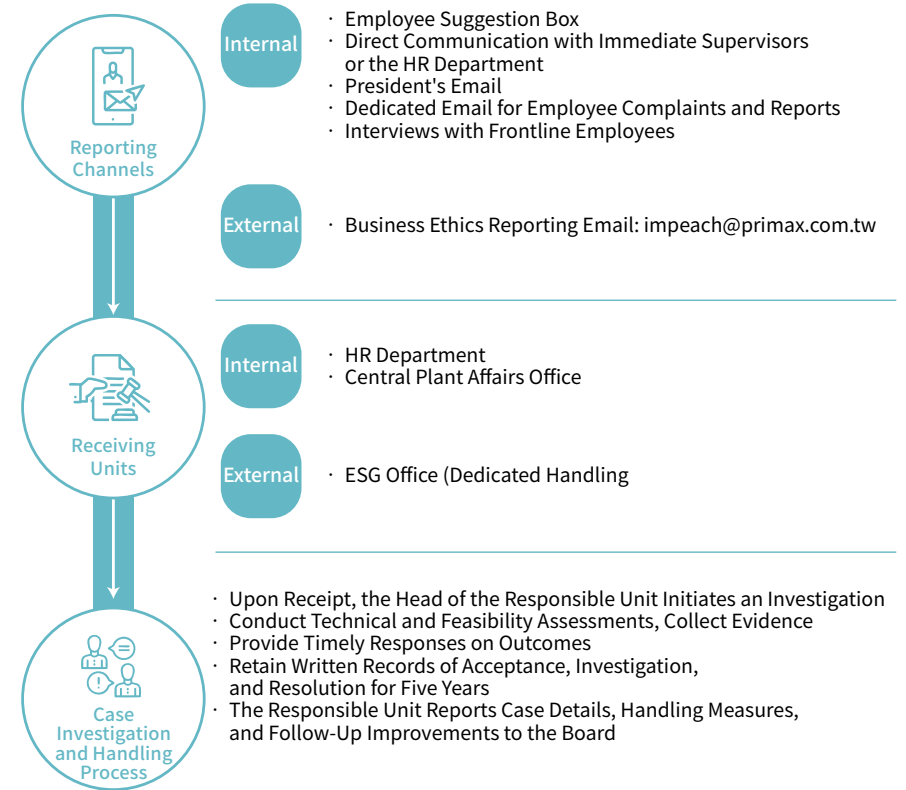 Reporting
Channels
Internal
· Employee Suggestion Box
· Direct Communication with Immediate Supervisors
or the HR Department
· President's Email
· Dedicated Email for Employee Complaints and Reports
· Interviews with Frontline Employees
External
· Business Ethics Reporting Email: impeach@primax.com.tw
Receiving
Units
Internal
· HR Department
· Central Plant Affairs Office
External
· ESG Office (Dedicated Handling
Case
Investigation
and Handling
Process
· Upon Receipt, the Head of the Responsible Unit Initiates an Investigation
· Conduct Technical and Feasibility Assessments, Collect Evidence
· Provide Timely Responses on Outcomes
· Retain Written Records of Acceptance, Investigation,
and Resolution for Five Years
· The Responsible Unit Reports Case Details, Handling Measures,
and Follow-Up Improvements to the Board